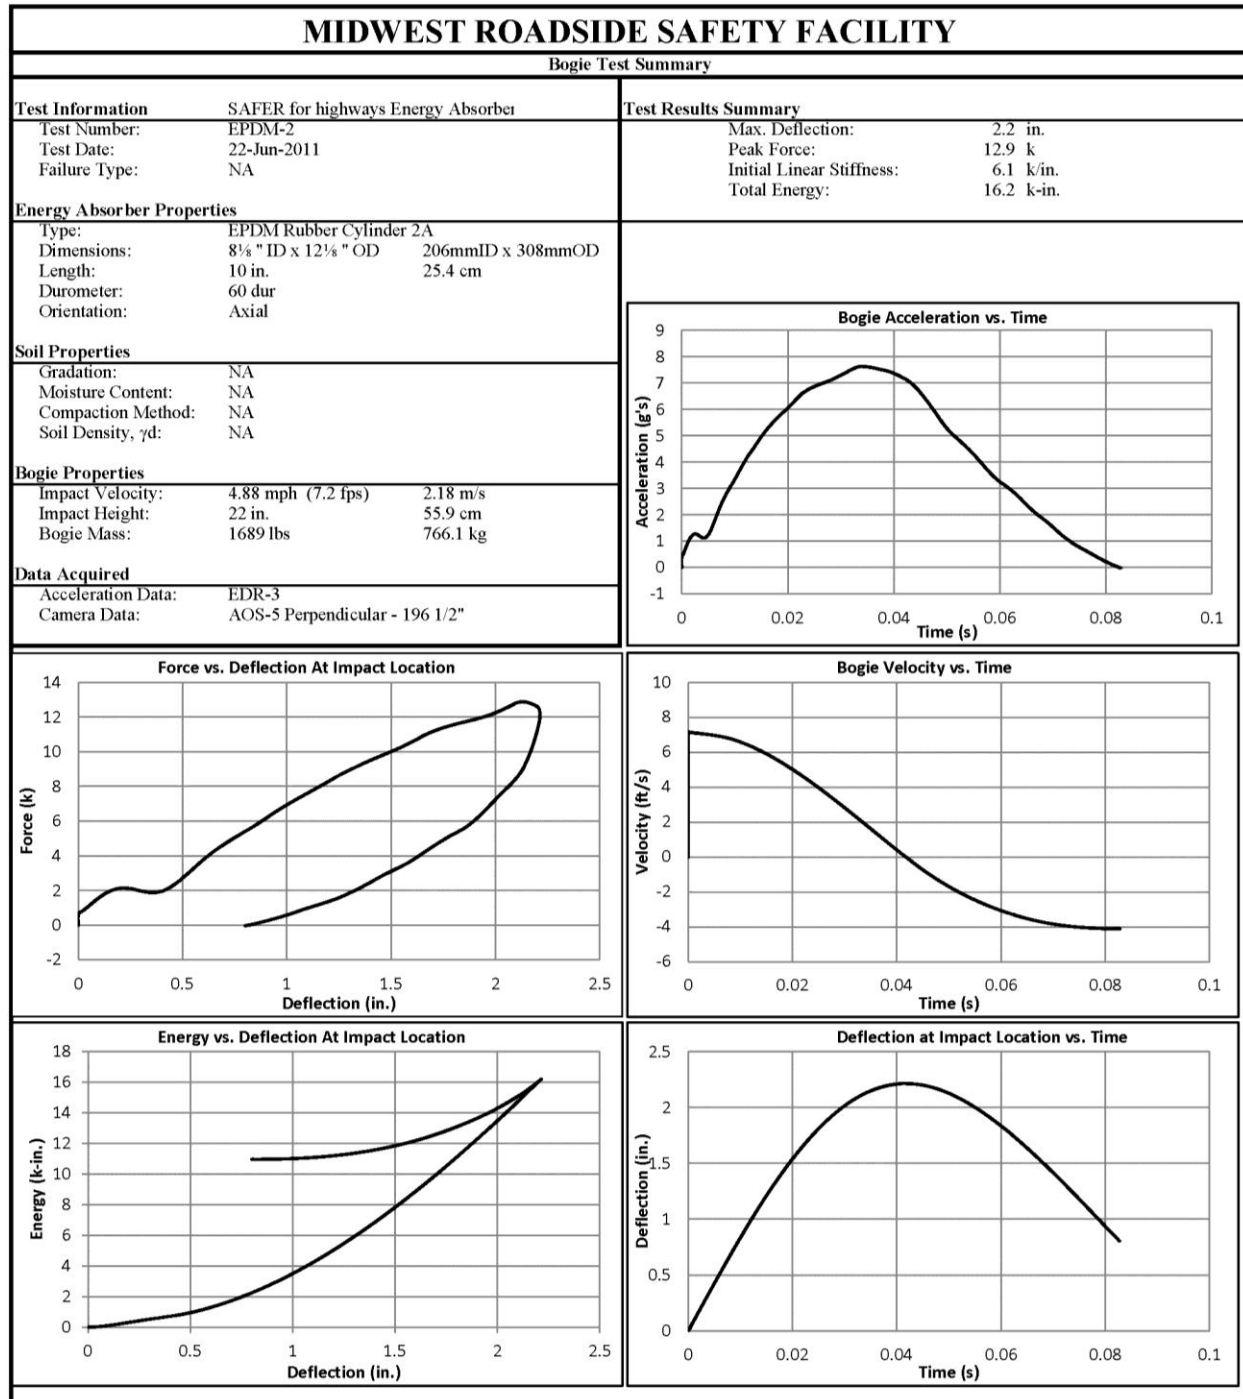 MIDWEST ROADSIDE SAFETY FACILITY
Bogie Test Summary
Test Information SAFER for highways Energy Absorber
Test Number: EPDM-2
Test Date: 22-Jun-2011
Failure Type: NA
Energy Absorber Properties
Type: EPDM Rubber Cylinder 2A
Dimensions: 8⅛ " ID x 12⅛ " OD 206mmID x 308mmOD
Length: 10 in. 25.4 cm
Durometer: 60 dur
Orientation: Axial
Soil Properties
Gradation: NA
Moisture Content: NA
Compaction Method: NA
Soil Density, γd: NA
Bogie Properties
Impact Velocity: 4.88 mph (7.2 fps) 2.18 m/s
Impact Height: 22 in. 55.9 cm
Bogie Mass: 1689 lbs 766.1 kg
Data Acquired
Acceleration Data: EDR-3
Camera Data: AOS-5 Perpendicular - 196 1/2"
Test Results Summary
Max. Deflection: 2.2 in.
Peak Force: 12.9 k
Initial Linear Stiffness: 6.1 k/in.
Total Energy: 16.2 k-in.
Bogie Acceleration vs. Time
Acceleration (g's)
9
8
7
6
5
4
3
2
1
0
-1
0 0.02 0.04 0.06 0.08 0.1
Time (s)
Force vs. Deflection At Impact Location
Force (k)
14
12
10
8
6
4
2
0
-2
0 0.5 1 1.5 2 2.5
Deflection (in.)
Bogie Velocity vs. Time
Velocity (ft/s)
10
8
6
4
2
0
-2
-4
-6
0 0.02 0.04 0.06 0.08 0.1
Time (s)
Energy vs. Deflection At Impact Location
Energy (k-in.)
18
16
14
12
10
8
6
4
2
0
0 0.5 1 1.5 2 2.5
Deflection (in.)
Deflection at Impact Location vs. Time
Deflection (in.)
2.5
2
1.5
1
0.5
0
0 0.02 0.04 0.06 0.08 0.1
Time (s)